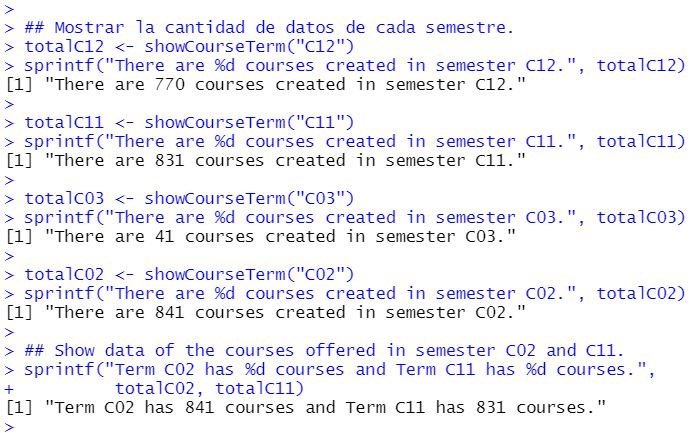 >
> ## Mostrar la cantidad de datos de cada semestre.
> totalC12 <- showCourseTerm("C12")
> sprintf("There are %d courses created in semester C12.", totalC12)
[1] "There are 770 courses created in semester C12."
>
> totalC11 <- showCourseTerm("C11")
> sprintf("There are %d courses created in semester C11.", totalC11)
[1] "There are 831 courses created in semester C11."
>
> totalC03 <- showCourseTerm("C03")
> sprintf("There are %d courses created in semester C03.", totalC03)
[1] "There are 41 courses created in semester C03."
>
> totalC02 <- showCourseTerm("C02")
> sprintf("There are %d courses created in semester C02.", totalC02)
[1] "There are 841 courses created in semester C02."
>
> ## Show data of the courses offered in semester C02 and C11.
> sprintf("Term C02 has %d courses and Term C11 has %d courses.",
+         totalC02, totalC11)
[1] "Term C02 has 841 courses and Term C11 has 831 courses."
>